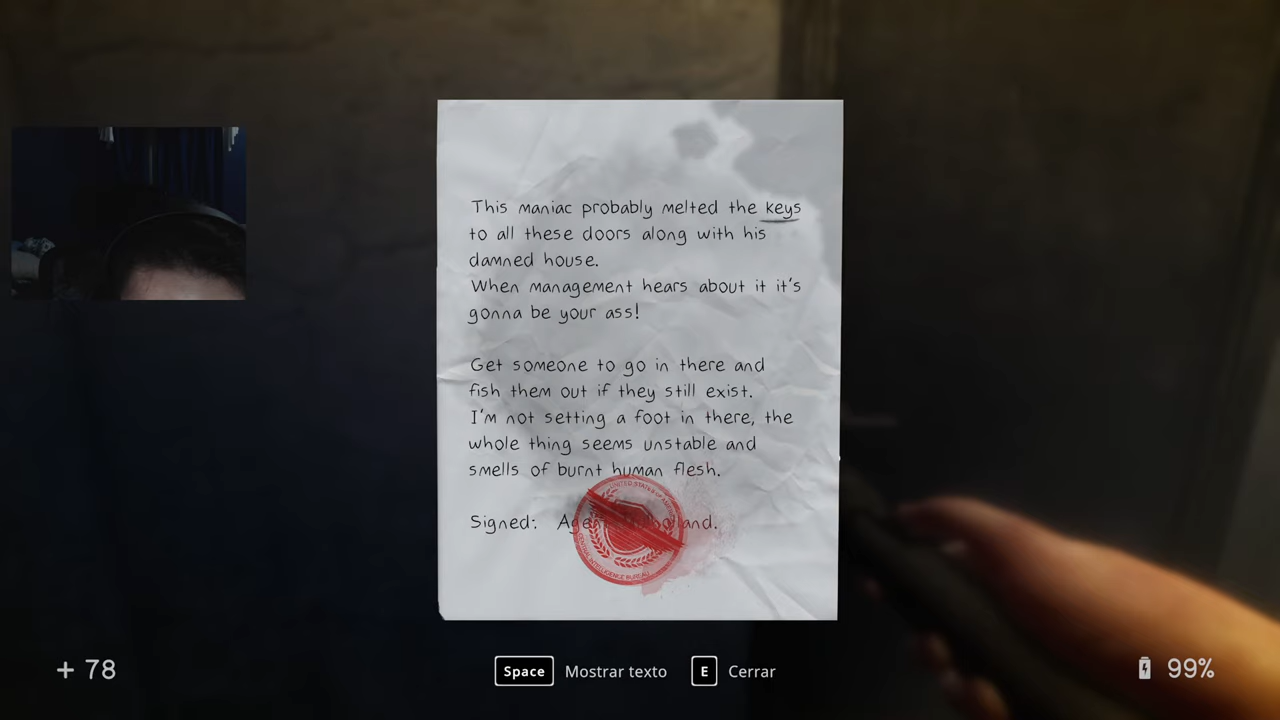 This maniac probably melted the keys
to all these doors along with his
damned house.
When management hears about it it's
gonna be your ass!
Get someone to go in there and
fish them out if they still exist.
I'm not setting a foot in there, the
whole thing seems unstable and
smells of burnt human flesh.
Signed:
CENTRAL INTELLIGENCE BUREAU
+ 78
Space Mostrar texto E Cerrar
99%